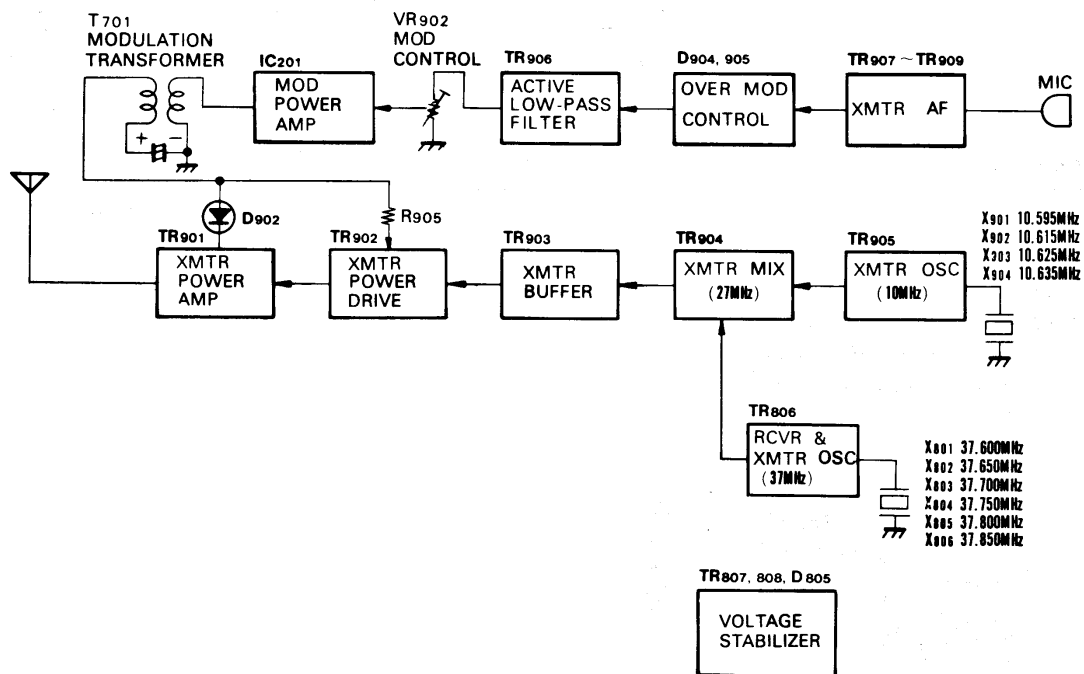 T701
MODULATION
TRANSFORMER
+ −
IC201
MOD
POWER
AMP
VR902
MOD
CONTROL
TR906
ACTIVE
LOW-PASS
FILTER
D904, 905
OVER MOD
CONTROL
TR907 ~ TR909
XMTR AF
MIC
D902
R905
TR901
XMTR
POWER
AMP
TR902
XMTR
POWER
DRIVE
TR903
XMTR
BUFFER
TR904
XMTR MIX
(27MHz)
TR905
XMTR OSC
(10MHz)
X901 10.595MHz
X902 10.615MHz
X903 10.625MHz
X904 10.635MHz
TR806
RCVR &
XMTR OSC
(37MHz)
X801 37.600MHz
X802 37.650MHz
X803 37.700MHz
X804 37.750MHz
X805 37.800MHz
X806 37.850MHz
TR807, 808, D805
VOLTAGE
STABILIZER